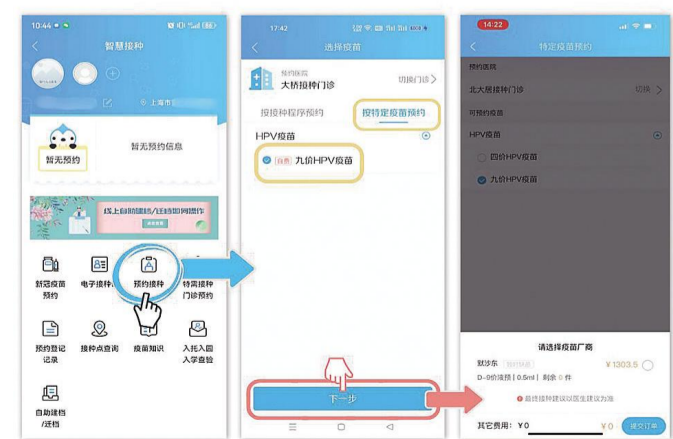 10:44
智慧接种
上海市
暂无预约
暂无预约信息
线上自助建档/迁档如何操作
新冠疫苗
预约
电子接种
预约接种
特需接种
门诊预约
预约登记
记录
接种点查询
疫苗知识
入托入园
入学查验
自助建档
/迁档
17:42
选择疫苗
预约医院
大桥接种门诊
切换门诊
按接种程序预约
按特定疫苗预约
HPV疫苗
自费 九价HPV疫苗
下一步
14:22
特定疫苗预约
预约医院
北大居接种门诊
切换
可预约疫苗
HPV疫苗
四价HPV疫苗
九价HPV疫苗
请选择疫苗厂商
默沙东
¥1303.5
D-9价液预 | 0.5ml | 剩余 0 件
最终接种建议以医生建议为准
其它费用: ¥0
¥0
提交订单